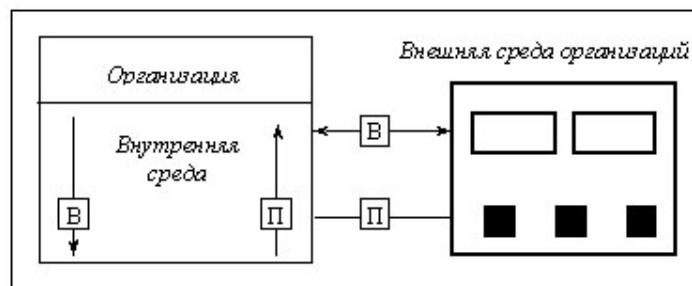 Внешняя среда организаций
Организация
В
Внутренняя
среда
В
П
П